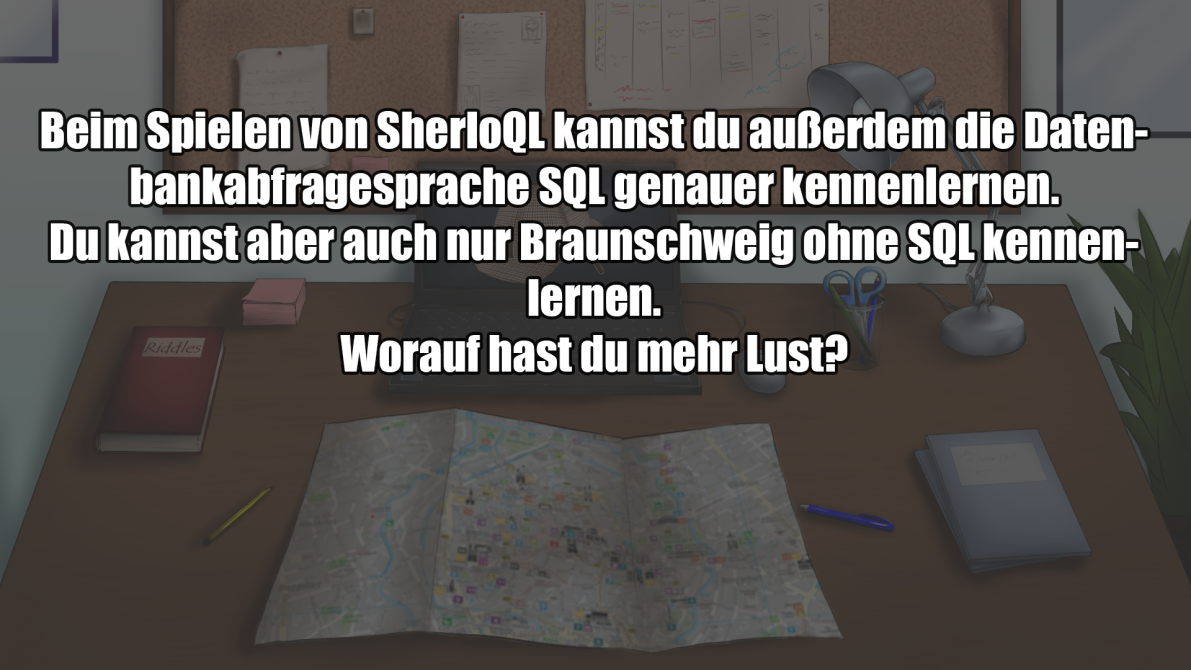 Beim Spielen von SherloQL kannst du außerdem die Daten-
bankabfragesprache SQL genauer kennenlernen.
Du kannst aber auch nur Braunschweig ohne SQL kennen-
lernen.
Worauf hast du mehr Lust?
Riddles